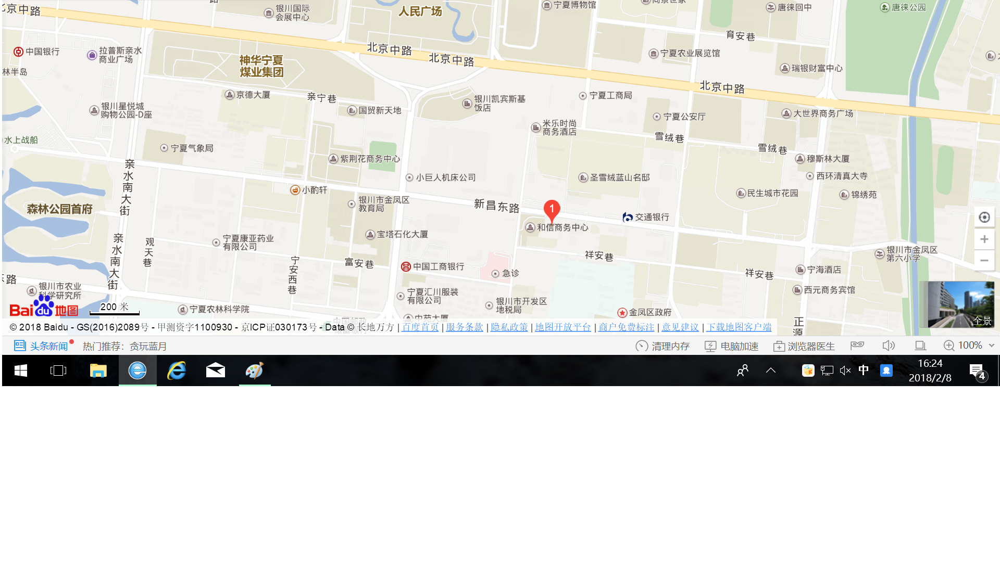 北京中路
银川国际
会展中心
人民广场
宁夏博物馆
唐徕回中
唐徕公园
中国银行
拉普斯亲水
商业广场
神华宁夏
煤业集团
北京中路
北京中路
育安巷
宁夏农业展览馆
瑞银财富中心
林半岛
京德大厦
亲宁巷
银川凯宾斯基
饭店
宁夏工商局
北京中路
银川星悦城
购物公园-D座
国贸新天地
宁夏公安厅
大世界商务广场
米乐时尚
商务酒店
雪绒巷
雪绒巷
水上战船
宁夏气象局
紫荆花商务中心
穆斯林大厦
亲水南大街
小巨人机床公司
圣雪绒蓝山名邸
西环清真大寺
小酌轩
民生城市花园
锦绣苑
银川市金凤区
教育局
新昌东路
森林公园首府
1
交通银行
和信商务中心
宝塔石化大厦
亲水南大街
观天巷
宁夏康亚药业
有限公司
祥安巷
银川市金凤区
第六小学
宁安西巷
富安巷
中国工商银行
急诊
祥安巷
宁海酒店
东路
银川市农业
科学研究所
宁夏汇川服装
有限公司
银川市开发区
地税局
西元商务宾馆
Bai du 地图
200 米
宁夏农林科学院
中苑大厦
金凤区政府
正源
全景
© 2018 Baidu - GS(2016)2089号 - 甲测资字1100930 - 京ICP证030173号 - Data © 长地万方 | 百度首页 | 服务条款 | 隐私政策 | 地图开放平台 | 商户免费标注 | 意见建议 | 下载地图客户端
头条新闻 热门推荐：贪玩蓝月 清理内存 电脑加速 浏览器医生 100%
中 16:24
2018/2/8
4